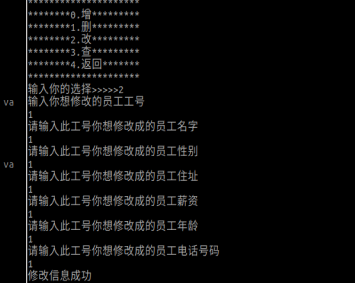 *********************
********0.增*********
********1.删*********
********2.改*********
********3.查*********
********4.返回*******
*********************
输入你的选择>>>>>2
va 输入你想修改的员工工号
1
请输入此工号你想修改成的员工名字
1
请输入此工号你想修改成的员工性别
va 1
请输入此工号你想修改成的员工住址
1
请输入此工号你想修改成的员工薪资
1
请输入此工号你想修改成的员工年龄
1
请输入此工号你想修改成的员工电话号码
1
修改信息成功